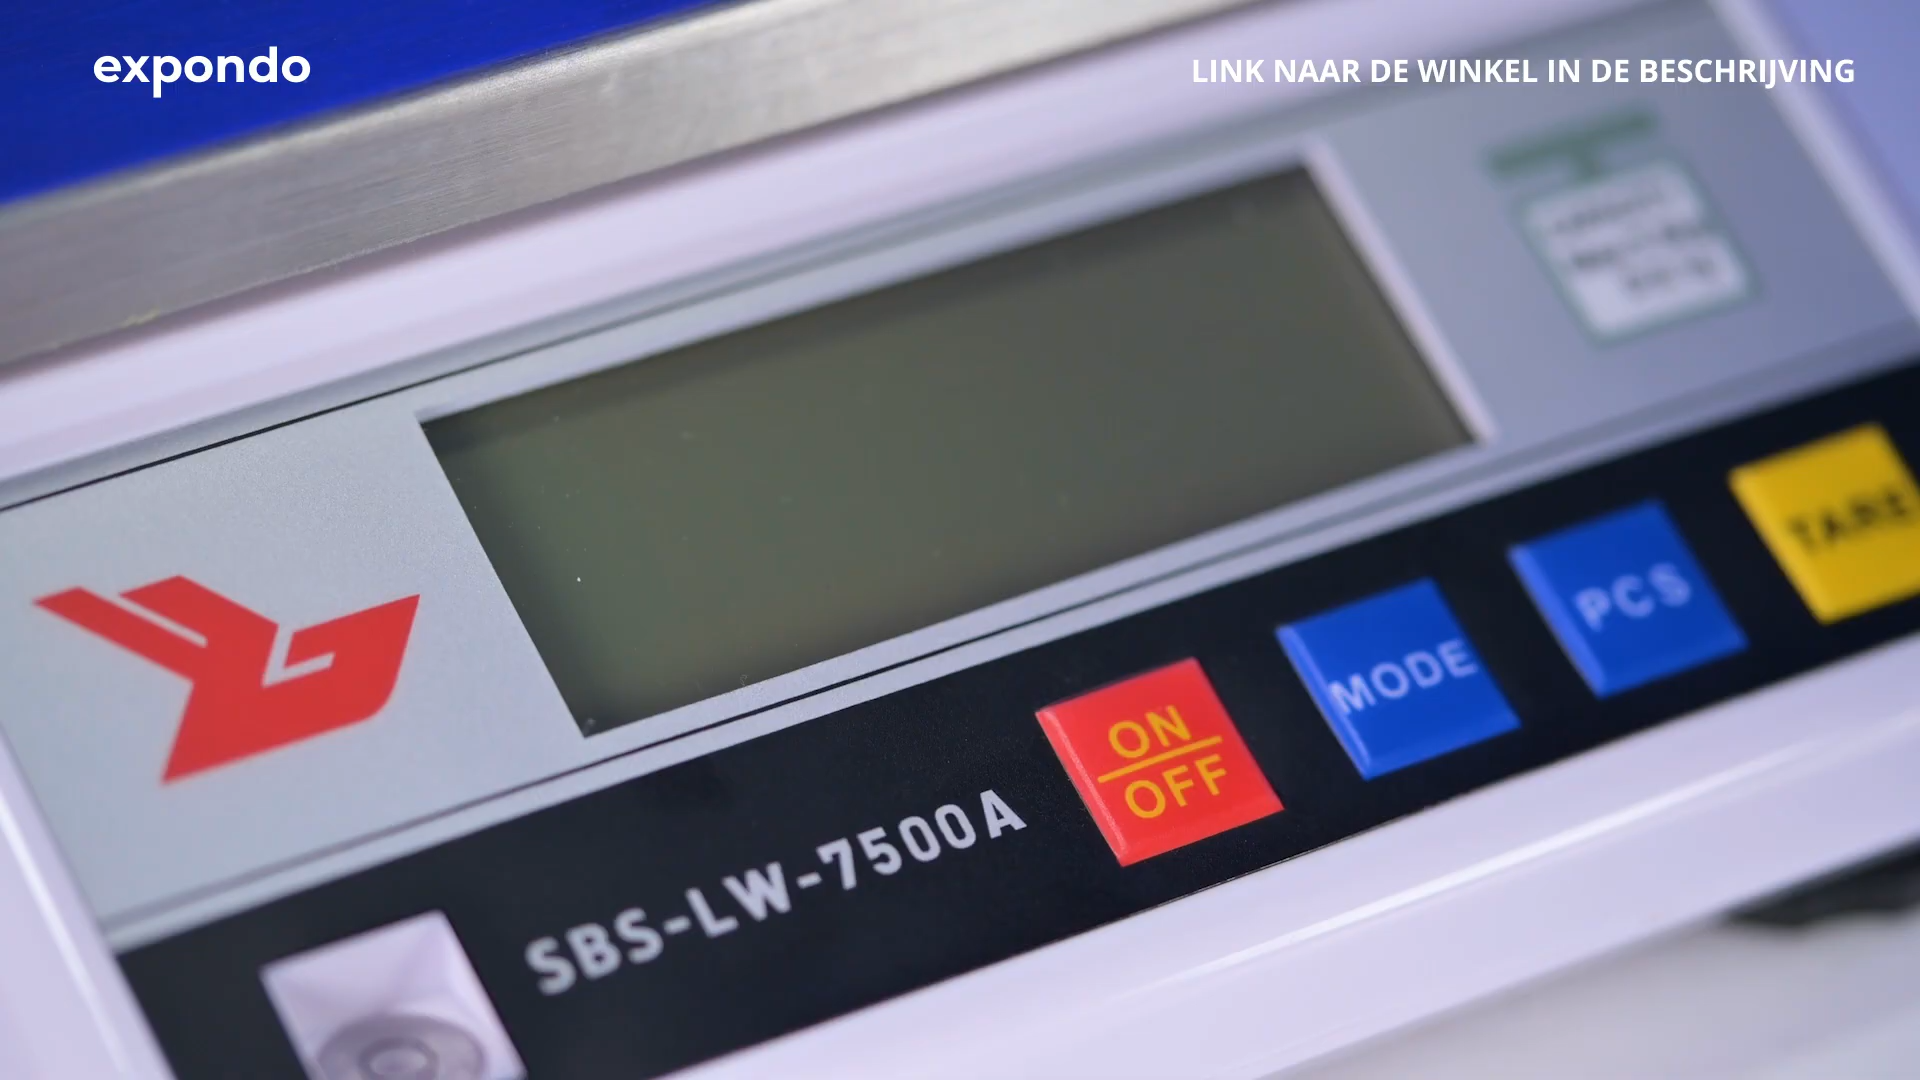 expondo
LINK NAAR DE WINKEL IN DE BESCHRIJVING
TARE
PCS
MODE
ON
OFF
SBS-LW-7500A